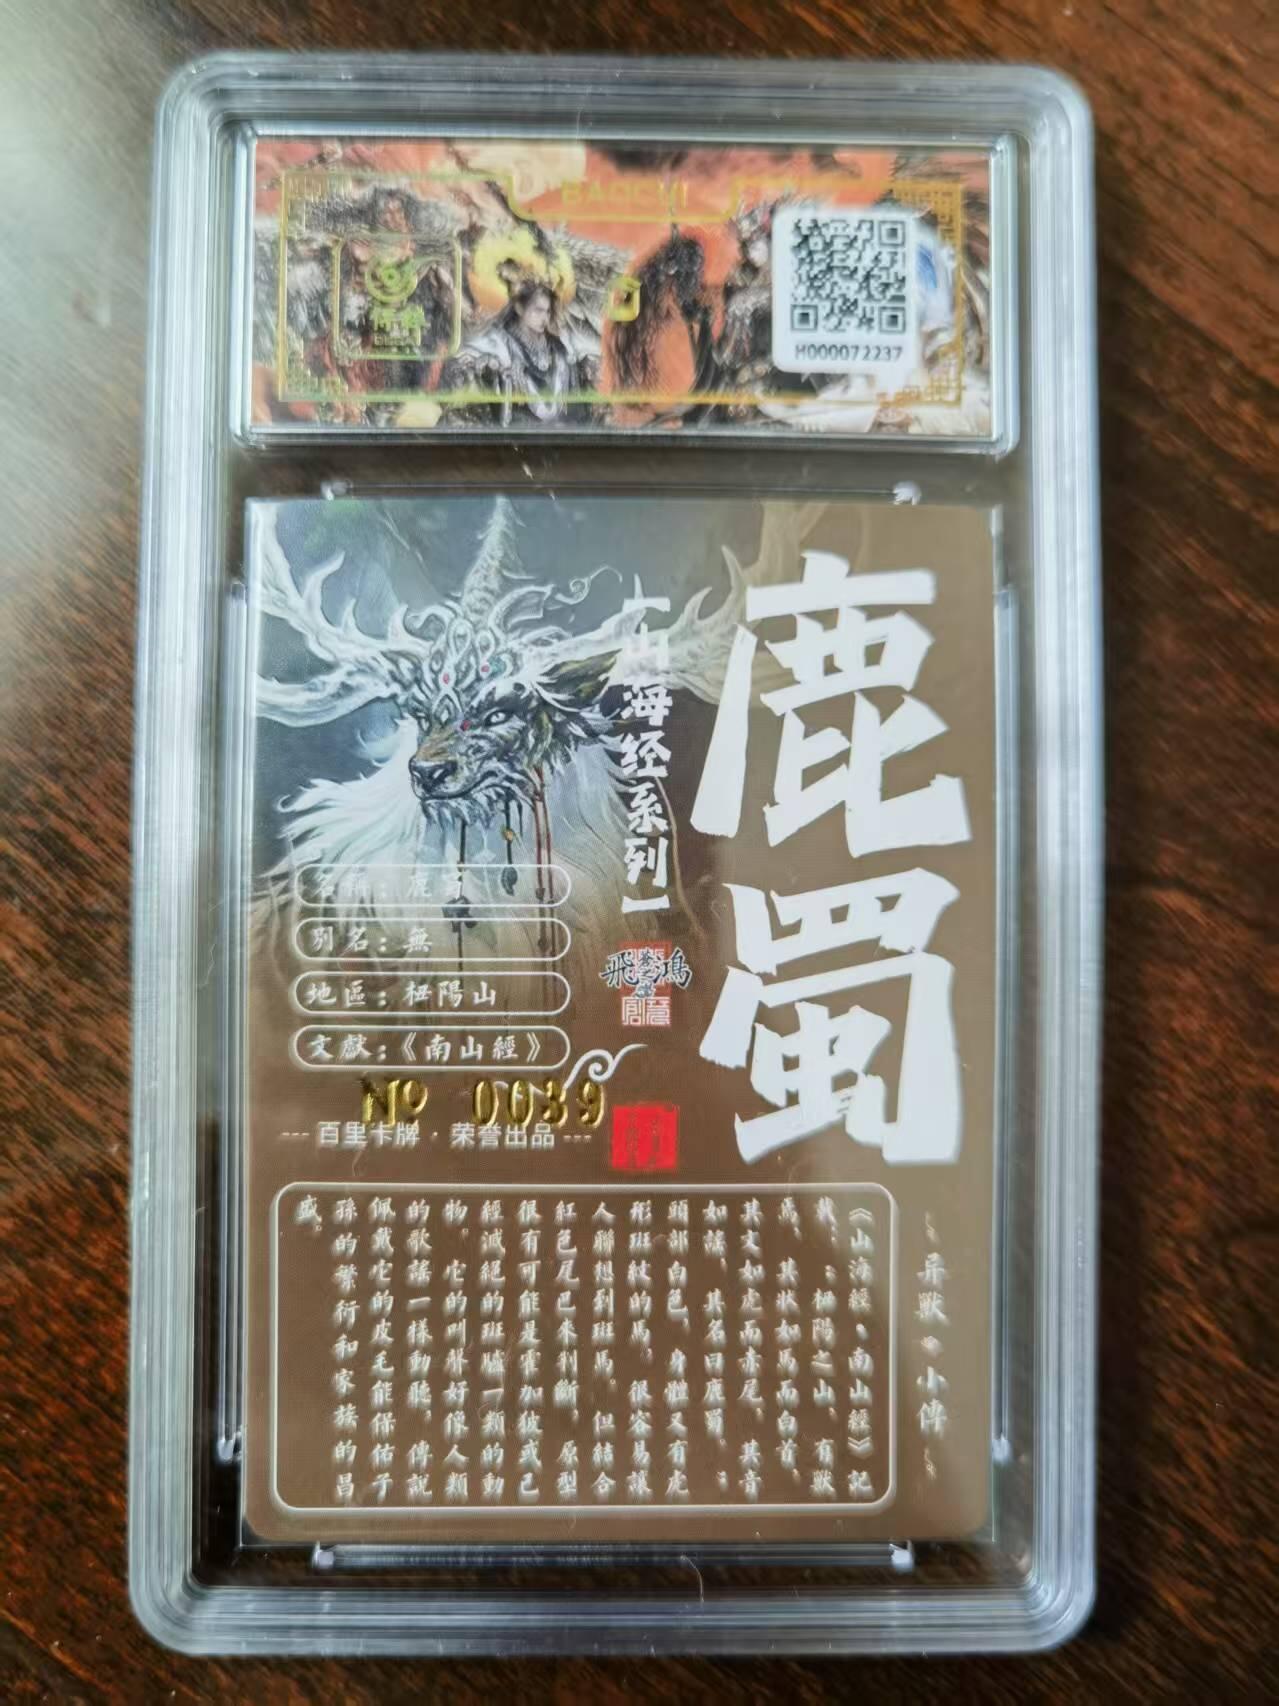 BAOCUI
H000072237
鹿蜀
【山海经系列】
飛鴻
名稱：鹿蜀
别名：無
地區：杻陽山
文獻：《南山經》
№ 0039
--- 百里卡牌 · 荣誉出品 ---
异獸 小傳
《山海經·南山經》記
載：杻陽之山，有獸
焉，其狀如馬而白首，
其文如虎而赤尾，其音
如謠，其名曰鹿蜀，；
頭部白色，身體又有虎
形斑紋的馬，很容易讓
人聯想到斑馬。但結合
紅色尾巴來判斷，原型
很有可能是霍加狓或已
經滅絕的斑驢一類的動
物。它的叫聲好像人類
的歌謠一樣動聽，傳説
佩戴它的皮毛能保佑子
孫的繁衍和家族的昌
盛。